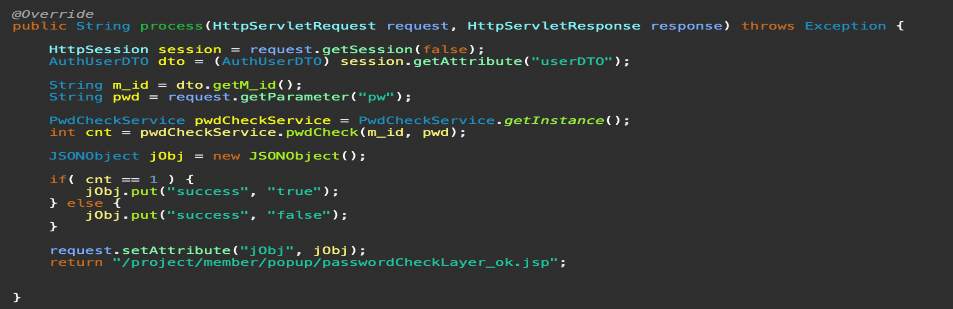 @Override
public String process(HttpServletRequest request, HttpServletResponse response) throws Exception {
HttpSession session = request.getSession(false);
AuthUserDTO dto = (AuthUserDTO) session.getAttribute("userDTO");
String m_id = dto.getM_id();
String pwd = request.getParameter("pw");
PwdCheckService pwdCheckService = PwdCheckService.getInstance();
int cnt = pwdCheckService.pwdCheck(m_id, pwd);
JSONObject jObj = new JSONObject();
if( cnt == 1 ) {
jObj.put("success", "true");
} else {
jObj.put("success", "false");
}
request.setAttribute("jObj", jObj);
return "/project/member/popup/passwordCheckLayer_ok.jsp";
}